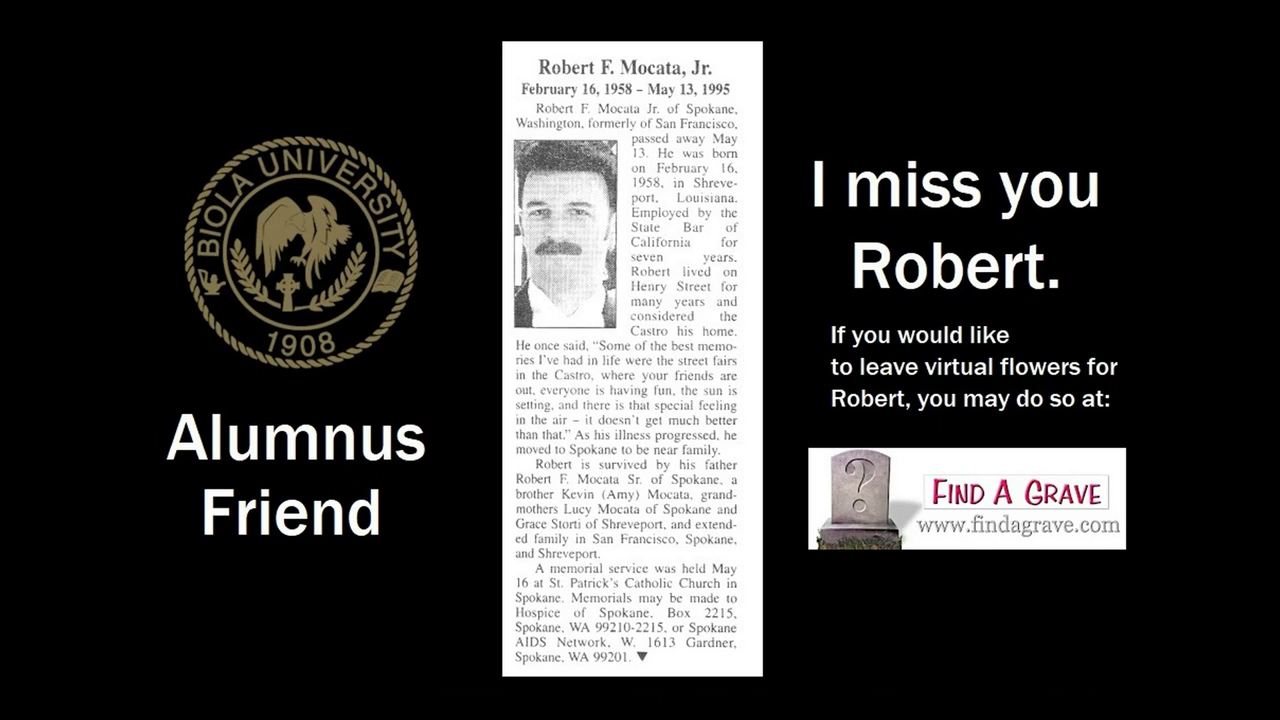 BIOLA UNIVERSITY
1908
Alumnus
Friend
Robert F. Mocata, Jr.
February 16, 1958 – May 13, 1995
Robert F. Mocata Jr. of Spokane,
Washington, formerly of San Francisco,
passed away May
13. He was born
on February 16,
1958, in Shreve-
port, Louisiana.
Employed by the
State Bar of
California for
seven years.
Robert lived on
Henry Street for
many years and
considered the
Castro his home.
He once said, “Some of the best memo-
ries I’ve had in life were the street fairs
in the Castro, where your friends are
out, everyone is having fun, the sun is
setting, and there is that special feeling
in the air – it doesn’t get much better
than that.” As his illness progressed, he
moved to Spokane to be near family.
Robert is survived by his father
Robert F. Mocata Sr. of Spokane, a
brother Kevin (Amy) Mocata, grand-
mothers Lucy Mocata of Spokane and
Grace Storti of Shreveport, and extend-
ed family in San Francisco, Spokane,
and Shreveport.
A memorial service was held May
16 at St. Patrick’s Catholic Church in
Spokane. Memorials may be made to
Hospice of Spokane, Box 2215,
Spokane, WA 99210-2215, or Spokane
AIDS Network, W. 1613 Gardner,
Spokane, WA 99201. ▼
I miss you
Robert.
If you would like
to leave virtual flowers for
Robert, you may do so at:
?
FIND A GRAVE
www.findagrave.com